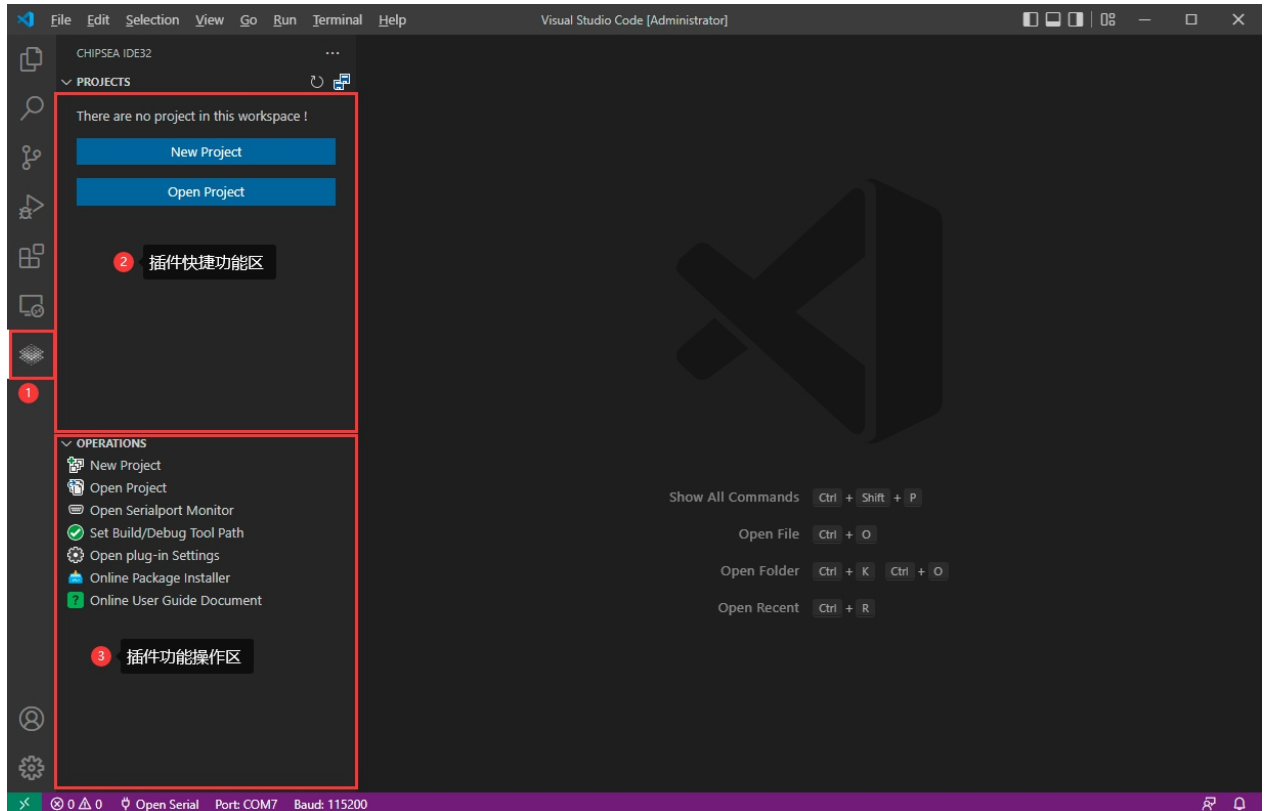 File Edit Selection View Go Run Terminal Help Visual Studio Code [Administrator]
CHIPSEA IDE32
PROJECTS
There are no project in this workspace !
New Project
Open Project
2 插件快捷功能区
1
OPERATIONS
New Project
Open Project
Open Serialport Monitor
Set Build/Debug Tool Path
Open plug-in Settings
Online Package Installer
? Online User Guide Document
3 插件功能操作区
Show All Commands Ctrl + Shift + P
Open File Ctrl + O
Open Folder Ctrl + K Ctrl + O
Open Recent Ctrl + R
0 0 Open Serial Port: COM7 Baud: 115200